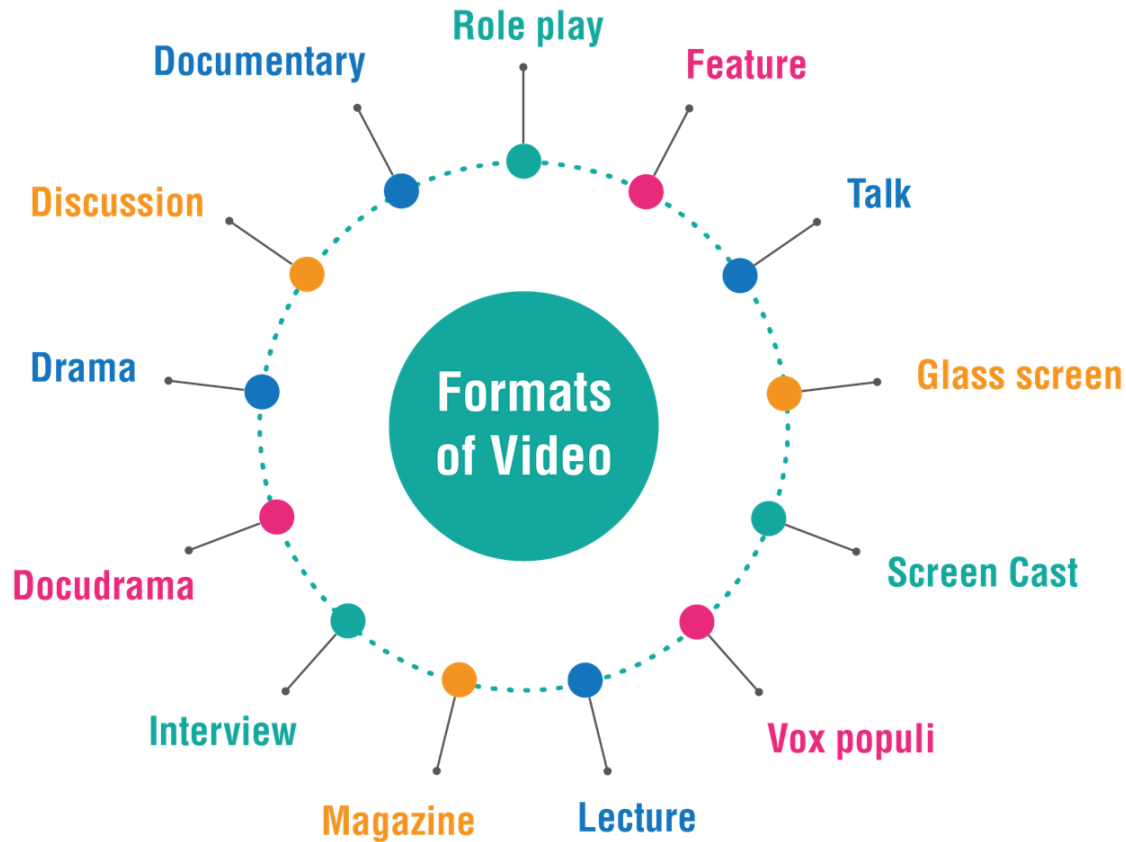 Formats
of Video
Role play
Feature
Talk
Glass screen
Screen Cast
Vox populi
Lecture
Magazine
Interview
Docudrama
Drama
Discussion
Documentary